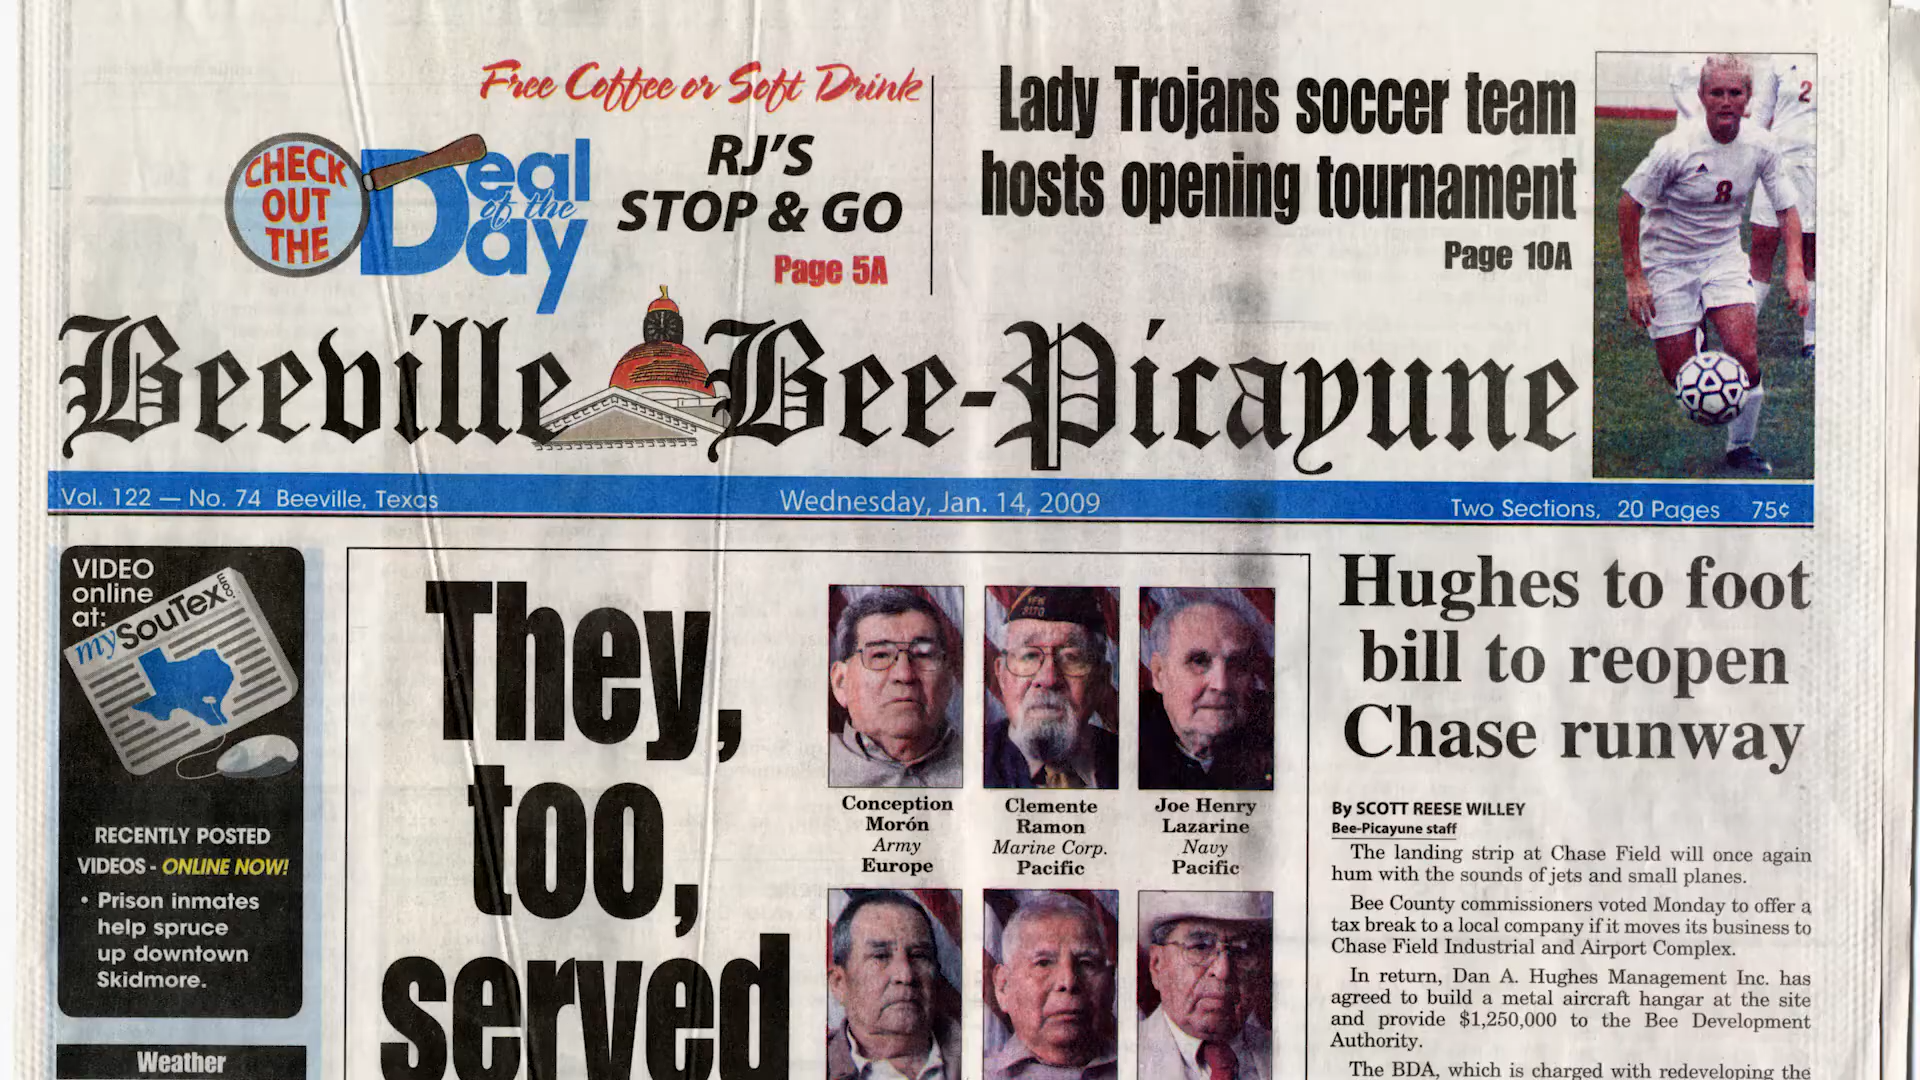 Free Coffee or Soft Drink
CHECK
OUT
THE
Deal
of the
Day
RJ'S
STOP & GO
Page 5A
Lady Trojans soccer team
hosts opening tournament
Page 10A
2
8
Beeville Bee-Picayune
Vol. 122 — No. 74 Beeville, Texas
Wednesday, Jan. 14, 2009
Two Sections, 20 Pages 75¢
VIDEO
online
at:
mySouTex.com
RECENTLY POSTED
VIDEOS - ONLINE NOW!
• Prison inmates
help spruce
up downtown
Skidmore.
Weather
They,
too,
served
VFW
9170
Conception
Morón
Army
Europe
Clemente
Ramon
Marine Corp.
Pacific
Joe Henry
Lazarine
Navy
Pacific
Hughes to foot
bill to reopen
Chase runway
By SCOTT REESE WILLEY
Bee-Picayune staff
The landing strip at Chase Field will once again
hum with the sounds of jets and small planes.
Bee County commissioners voted Monday to offer a
tax break to a local company if it moves its business to
Chase Field Industrial and Airport Complex.
In return, Dan A. Hughes Management Inc. has
agreed to build a metal aircraft hangar at the site
and provide $1,250,000 to the Bee Development
Authority.
The BDA, which is charged with redeveloping the